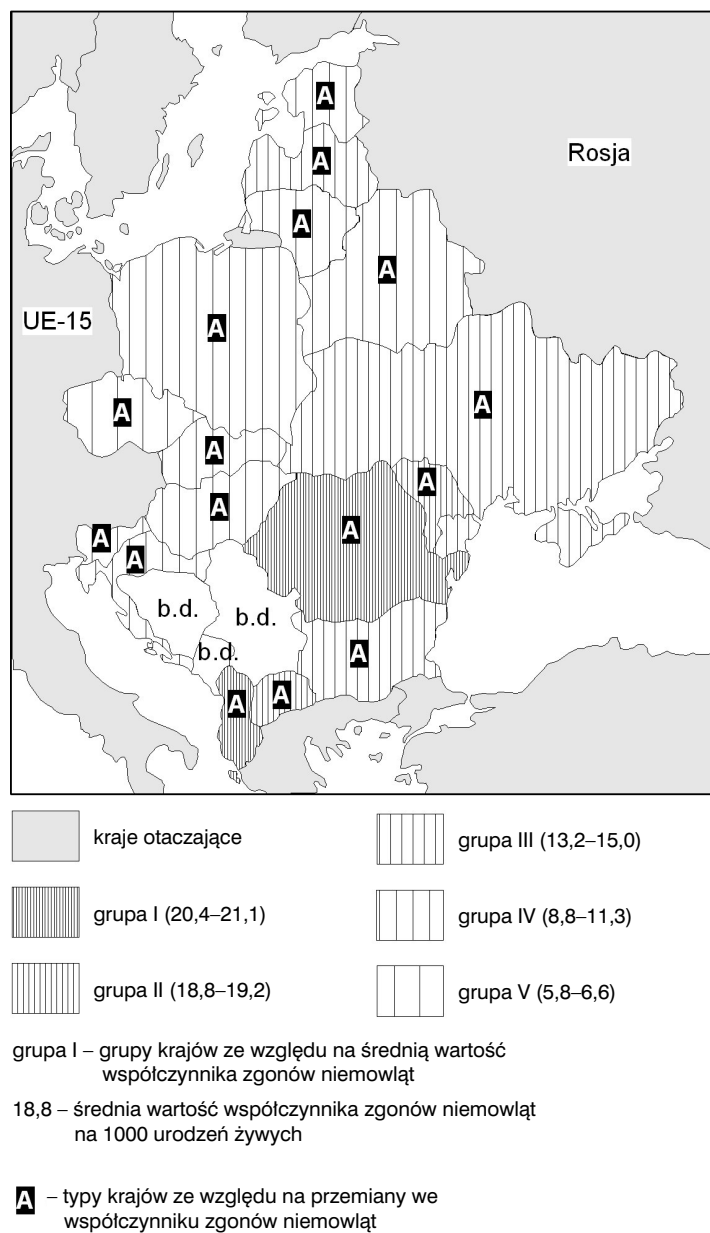 A
Rosja
A
A
A
UE-15
A
A
A
A
A
A
A
A
A
b.d.
b.d.
b.d.
A
A
A
kraje otaczające
grupa III (13,2–15,0)
grupa I (20,4–21,1)
grupa IV (8,8–11,3)
grupa II (18,8–19,2)
grupa V (5,8–6,6)
grupa I – grupy krajów ze względu na średnią wartość
współczynnika zgonów niemowląt
18,8 – średnia wartość współczynnika zgonów niemowląt
na 1000 urodzeń żywych
A – typy krajów ze względu na przemiany we
współczynniku zgonów niemowląt